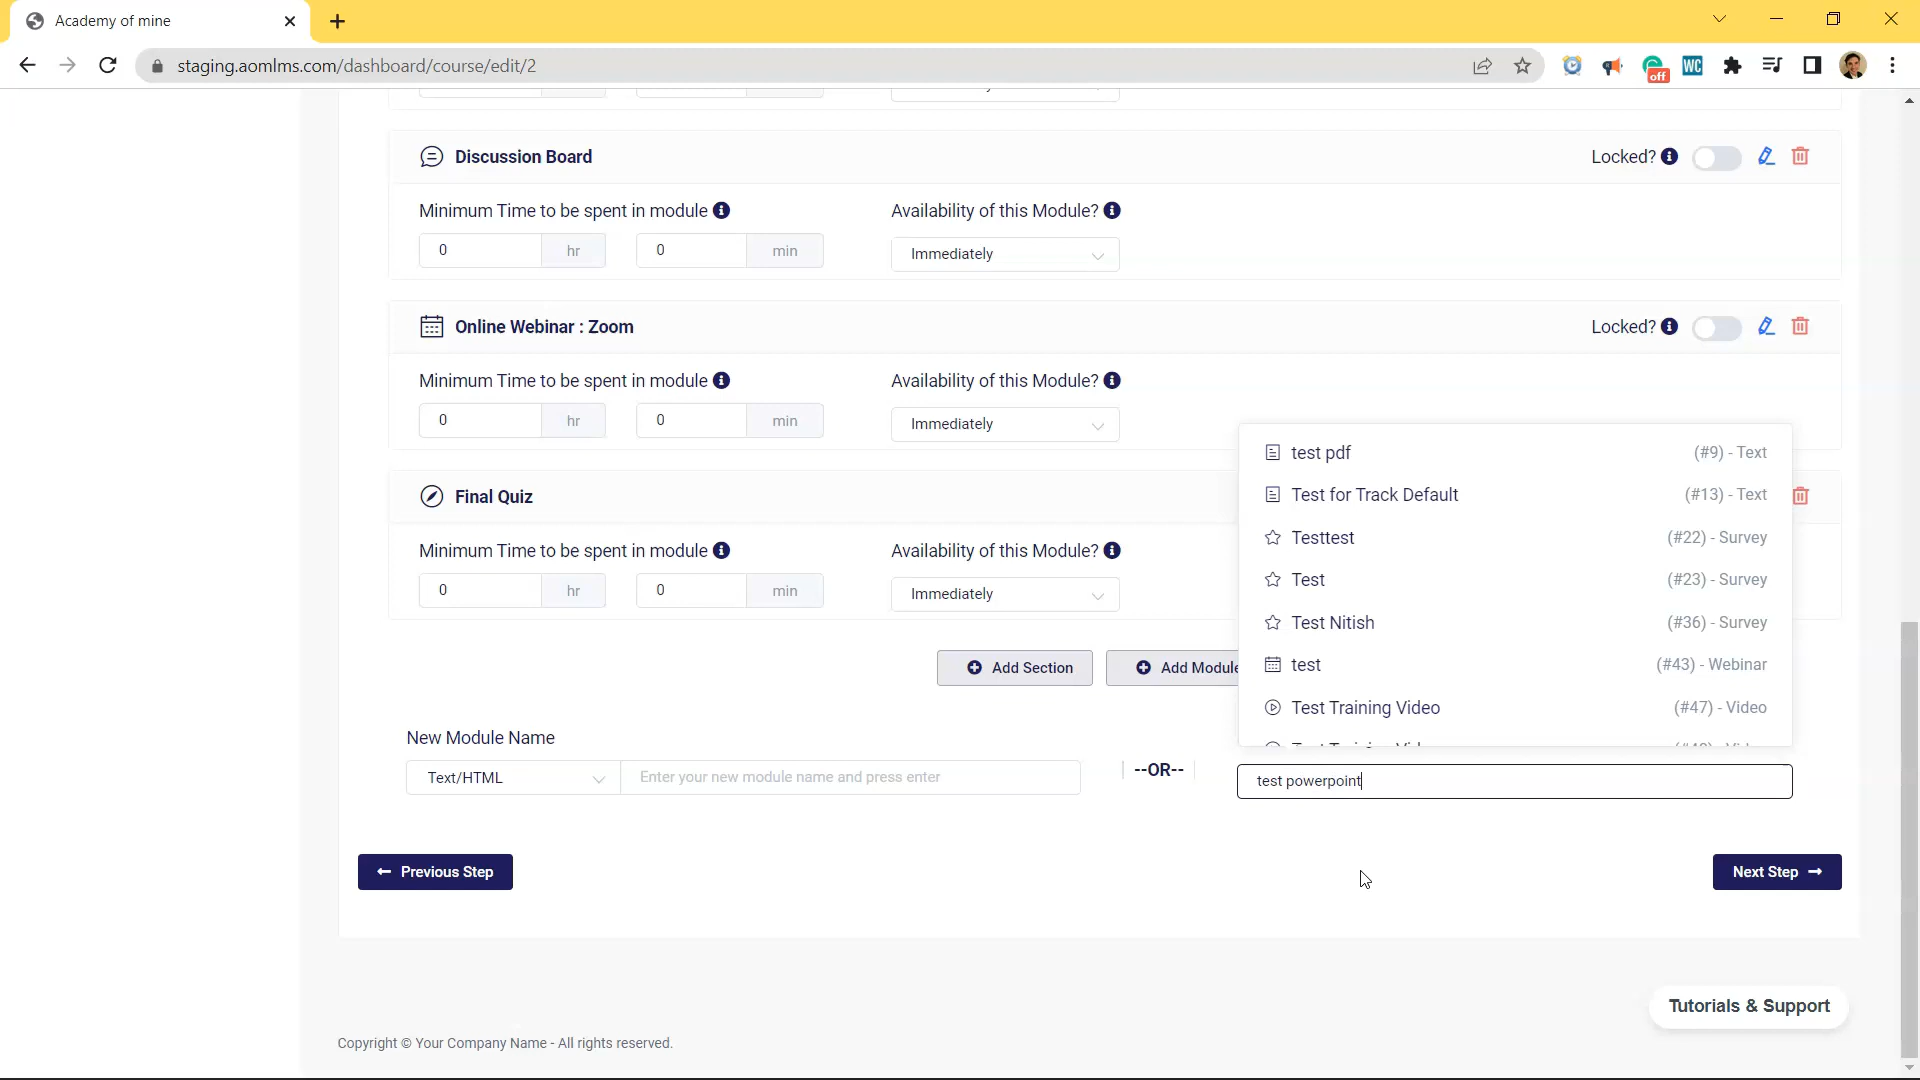 Academy of mine
staging.aomlms.com/dashboard/course/edit/2
off
WC
Discussion Board
Locked?
Minimum Time to be spent in module
Availability of this Module?
0 hr 0 min
Immediately
Online Webinar : Zoom
Locked?
Minimum Time to be spent in module
Availability of this Module?
0 hr 0 min
Immediately
test pdf (#9) - Text
Test for Track Default (#13) - Text
Testtest (#22) - Survey
Test (#23) - Survey
Test Nitish (#36) - Survey
test (#43) - Webinar
Test Training Video (#47) - Video
Final Quiz
Minimum Time to be spent in module
Availability of this Module?
0 hr 0 min
Immediately
Add Section
Add Module
New Module Name
Text/HTML
Enter your new module name and press enter
--OR--
test powerpoint
Previous Step
Next Step
Tutorials & Support
Copyright © Your Company Name - All rights reserved.